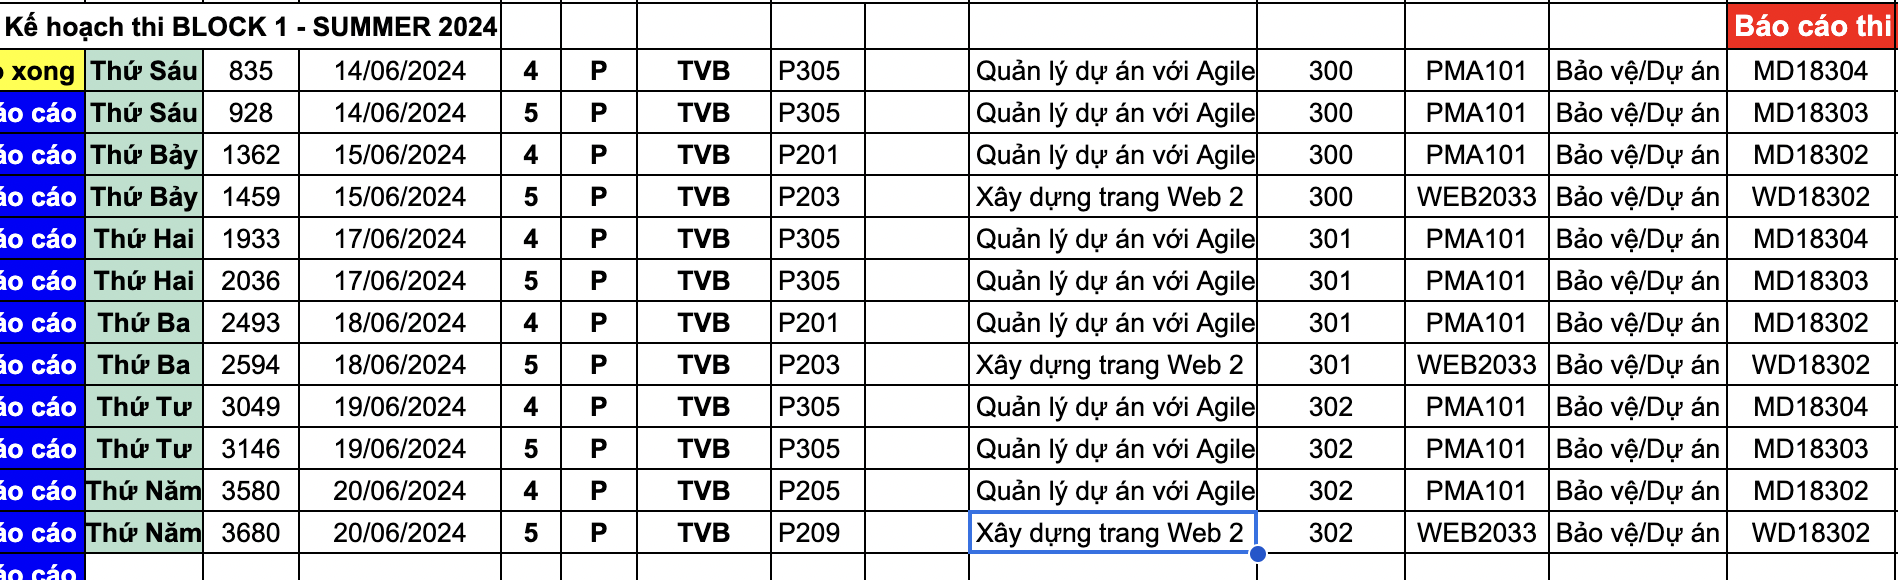 Kế hoạch thi BLOCK 1 - SUMMER 2024 Báo cáo thi
xong Thứ Sáu 835 14/06/2024 4 P TVB P305 Quản lý dự án với Agile 300 PMA101 Bảo vệ/Dự án MD18304
áo cáo Thứ Sáu 928 14/06/2024 5 P TVB P305 Quản lý dự án với Agile 300 PMA101 Bảo vệ/Dự án MD18303
áo cáo Thứ Bảy 1362 15/06/2024 4 P TVB P201 Quản lý dự án với Agile 300 PMA101 Bảo vệ/Dự án MD18302
áo cáo Thứ Bảy 1459 15/06/2024 5 P TVB P203 Xây dựng trang Web 2 300 WEB2033 Bảo vệ/Dự án WD18302
áo cáo Thứ Hai 1933 17/06/2024 4 P TVB P305 Quản lý dự án với Agile 301 PMA101 Bảo vệ/Dự án MD18304
áo cáo Thứ Hai 2036 17/06/2024 5 P TVB P305 Quản lý dự án với Agile 301 PMA101 Bảo vệ/Dự án MD18303
áo cáo Thứ Ba 2493 18/06/2024 4 P TVB P201 Quản lý dự án với Agile 301 PMA101 Bảo vệ/Dự án MD18302
áo cáo Thứ Ba 2594 18/06/2024 5 P TVB P203 Xây dựng trang Web 2 301 WEB2033 Bảo vệ/Dự án WD18302
áo cáo Thứ Tư 3049 19/06/2024 4 P TVB P305 Quản lý dự án với Agile 302 PMA101 Bảo vệ/Dự án MD18304
áo cáo Thứ Tư 3146 19/06/2024 5 P TVB P305 Quản lý dự án với Agile 302 PMA101 Bảo vệ/Dự án MD18303
áo cáo Thứ Năm 3580 20/06/2024 4 P TVB P205 Quản lý dự án với Agile 302 PMA101 Bảo vệ/Dự án MD18302
áo cáo Thứ Năm 3680 20/06/2024 5 P TVB P209 Xây dựng trang Web 2 302 WEB2033 Bảo vệ/Dự án WD18302
áo cáo